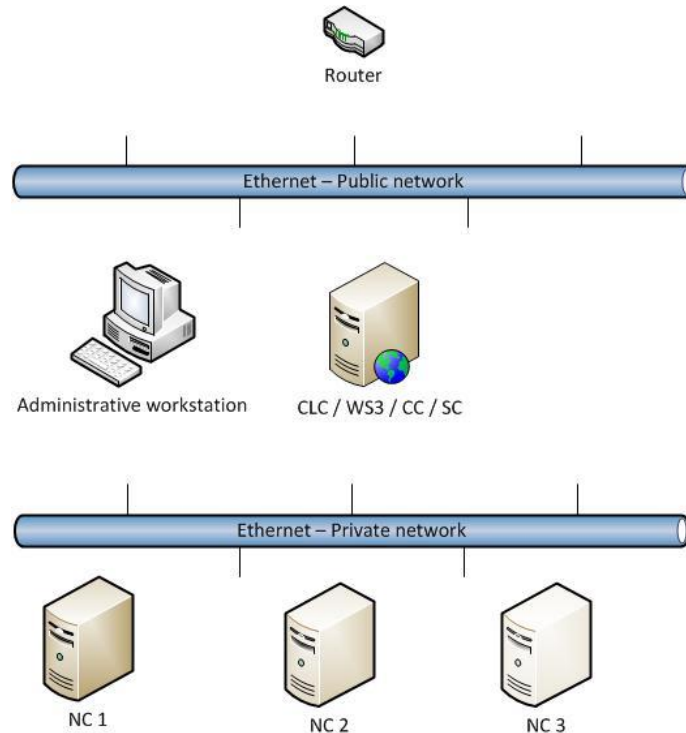 Router
Ethernet – Public network
Administrative workstation
CLC / WS3 / CC / SC
Ethernet – Private network
NC 1
NC 2
NC 3